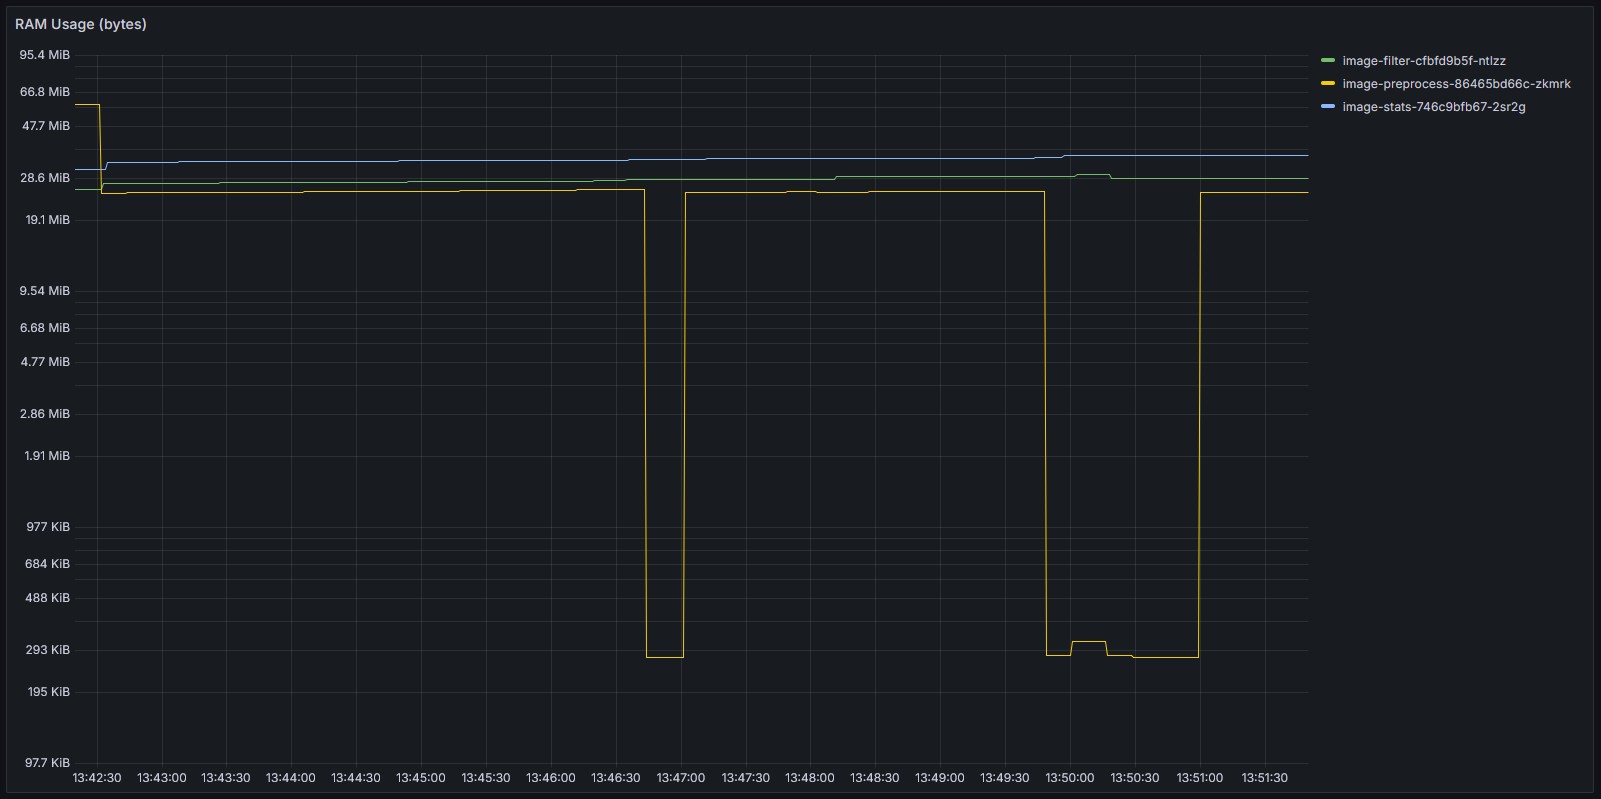 RAM Usage (bytes)
95.4 MiB
66.8 MiB
47.7 MiB
28.6 MiB
19.1 MiB
9.54 MiB
6.68 MiB
4.77 MiB
2.86 MiB
1.91 MiB
977 KiB
684 KiB
488 KiB
293 KiB
195 KiB
97.7 KiB
13:42:30 13:43:00 13:43:30 13:44:00 13:44:30 13:45:00 13:45:30 13:46:00 13:46:30 13:47:00 13:47:30 13:48:00 13:48:30 13:49:00 13:49:30 13:50:00 13:50:30 13:51:00 13:51:30
image-filter-cfbfd9b5f-ntlzz
image-preprocess-86465bd66c-zkmrk
image-stats-746c9bfb67-2sr2g